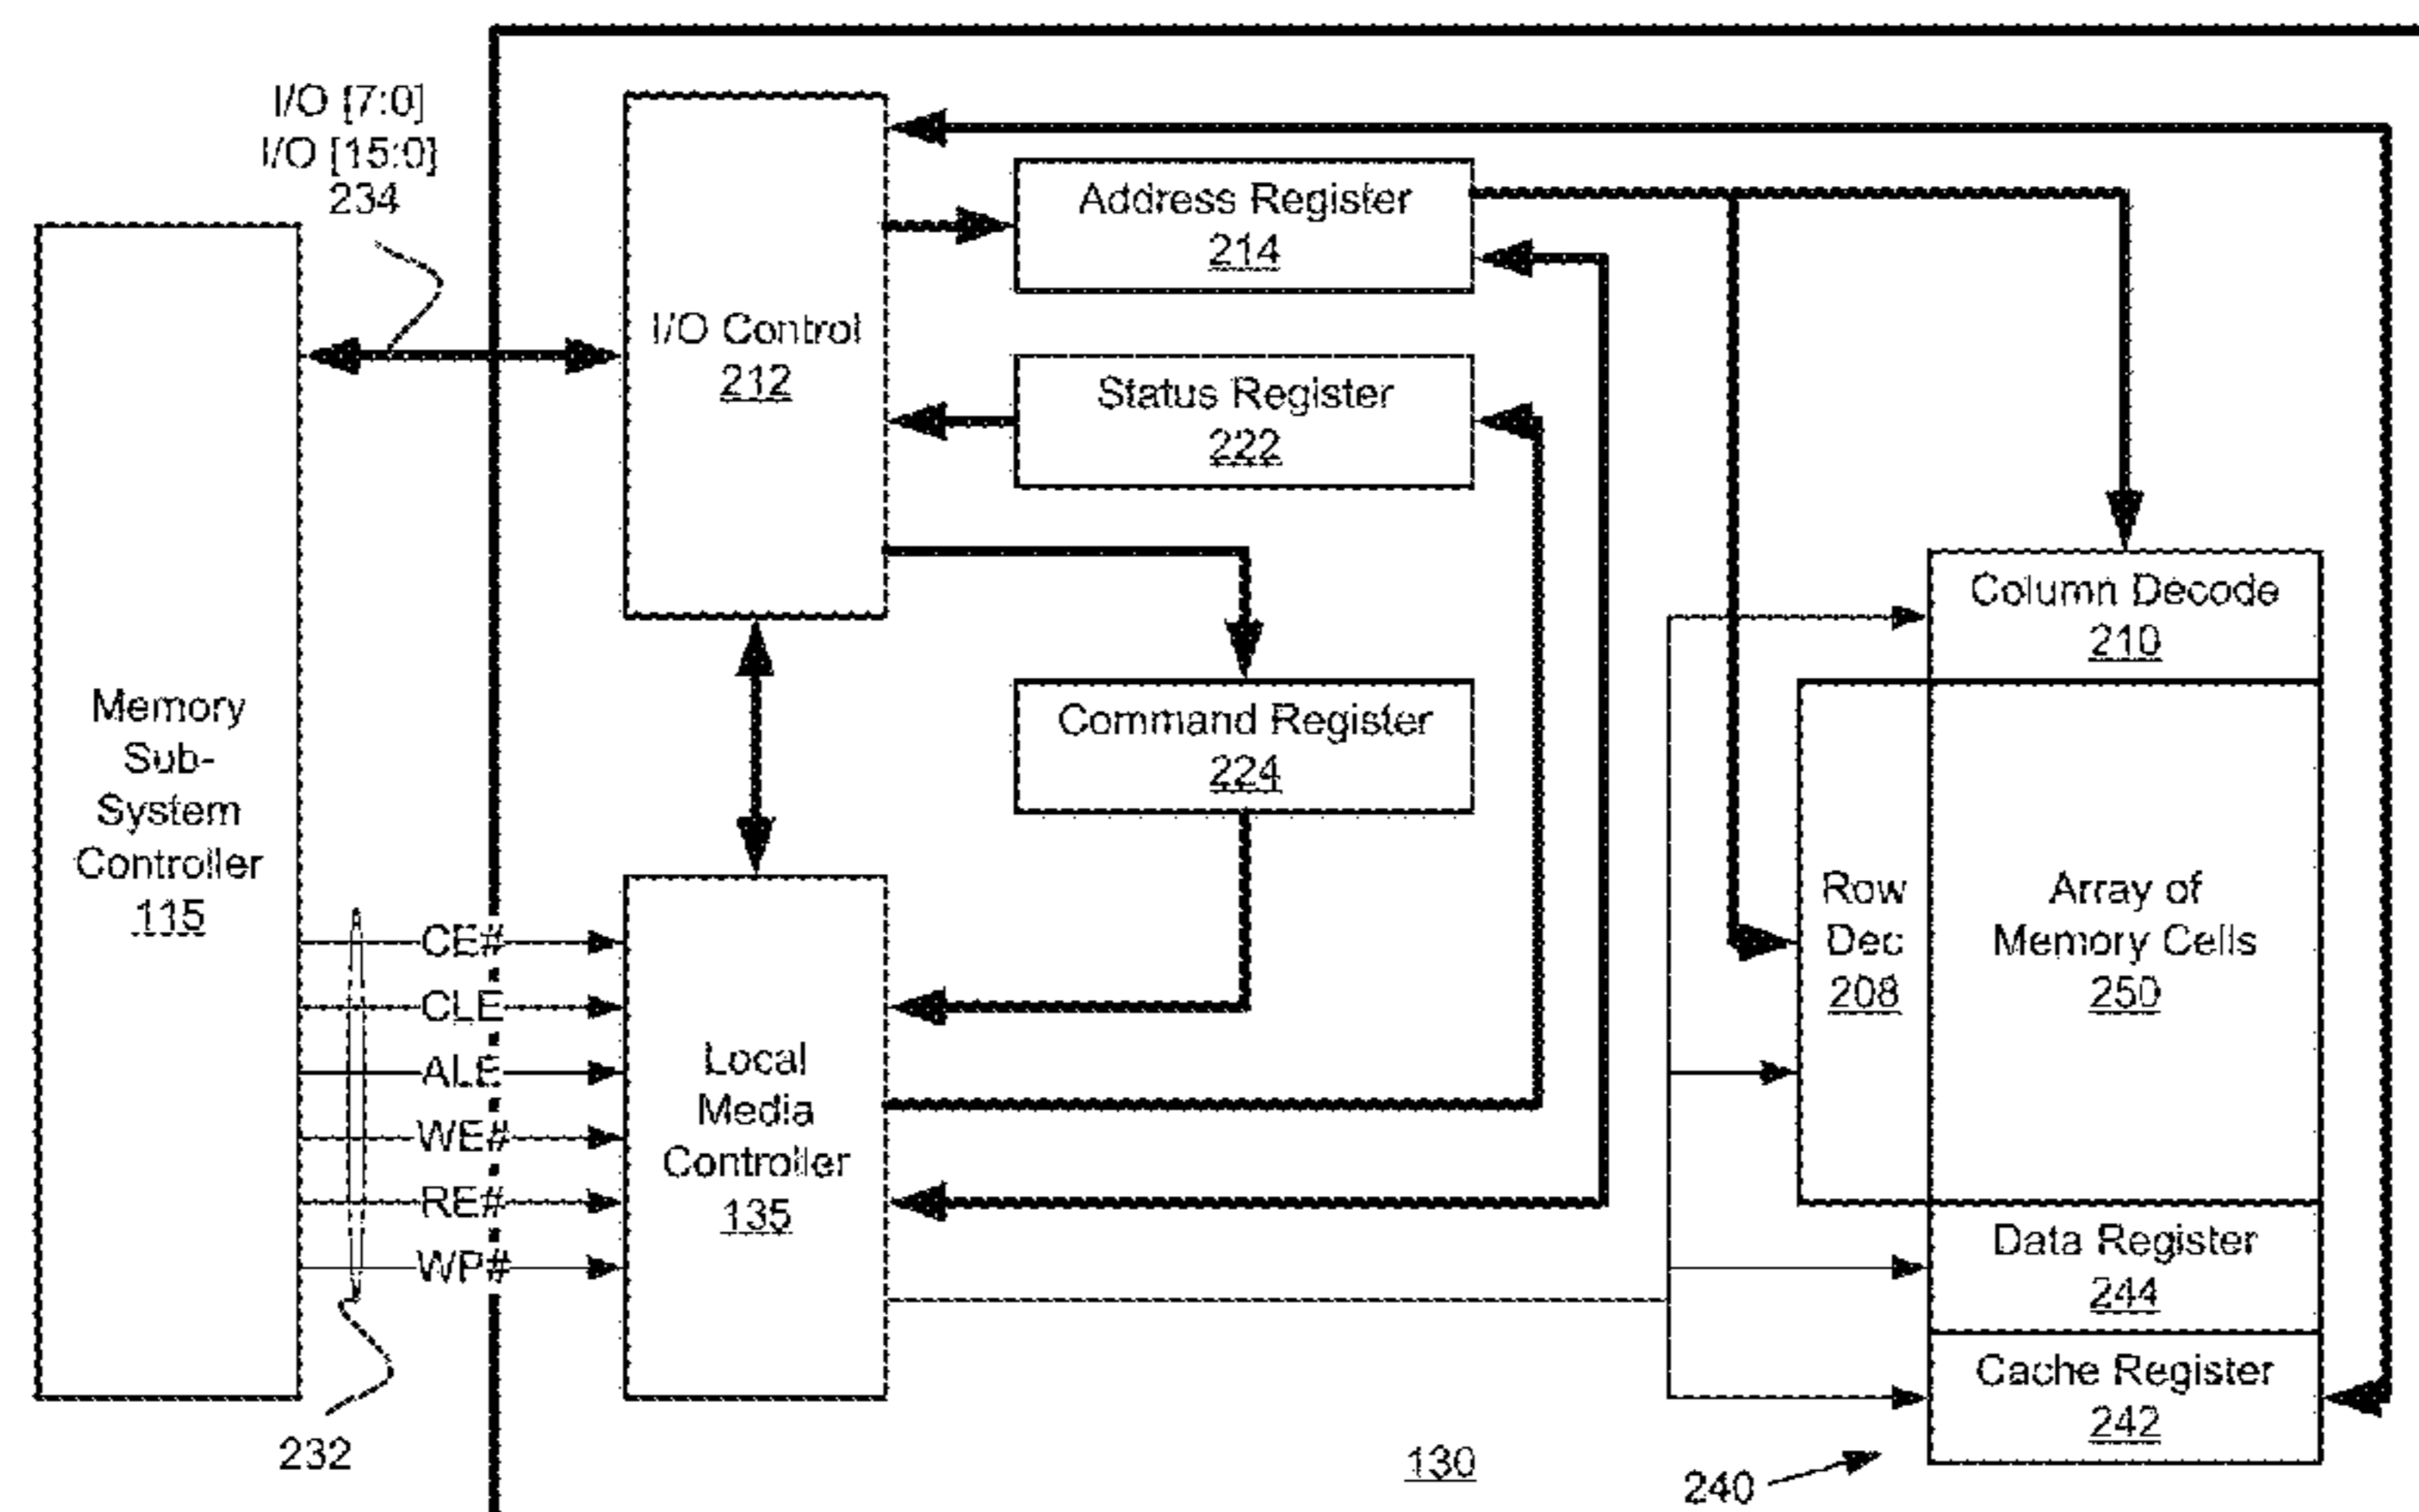 I/O [7:0]
I/O [15:0]
234
Memory
Sub-
System
Controller
115
I/O Control
212
Address Register
214
Status Register
222
Command Register
224
CE#
CLE
ALE
WE#
RE#
WP#
232
Local
Media
Controller
135
Column Decode
210
Row
Dec
208
Array of
Memory Cells
250
Data Register
244
Cache Register
242
130
240